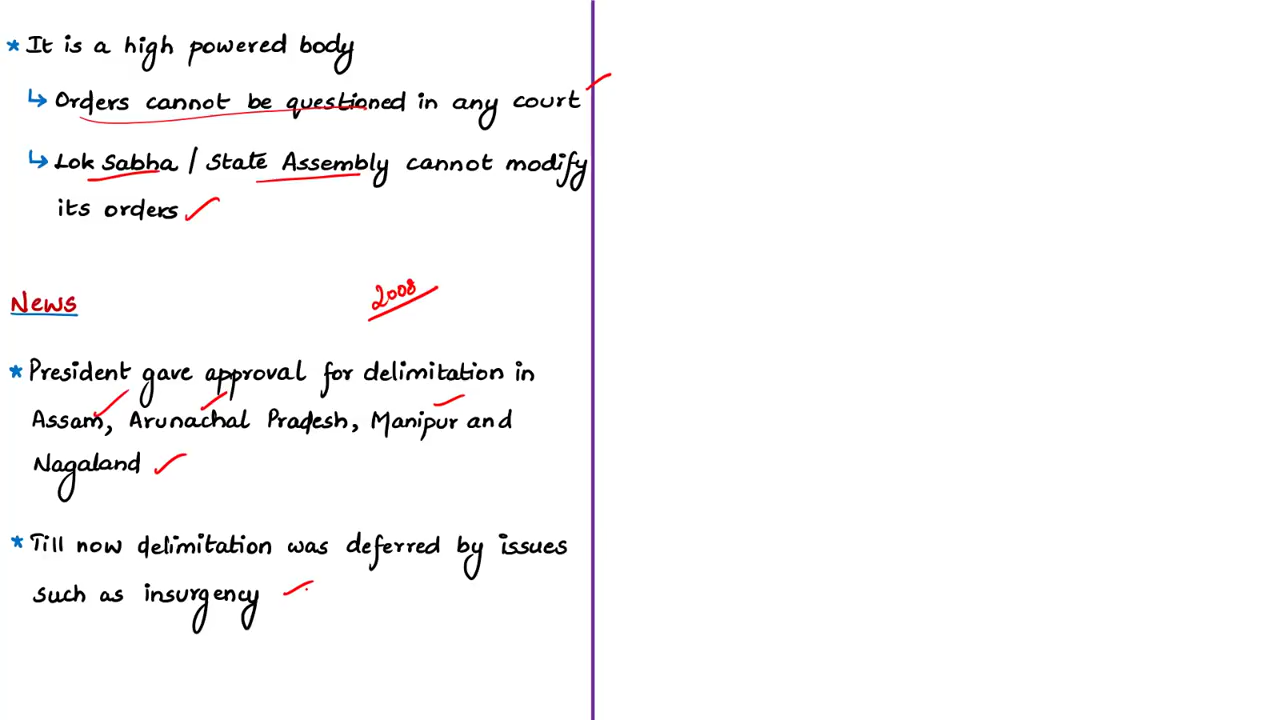 * It is a high powered body
↳ Orders cannot be questioned in any court
↳ Lok Sabha / State Assembly cannot modify
its orders
News
2008
* President gave approval for delimitation in
Assam, Arunachal Pradesh, Manipur and
Nagaland
* Till now delimitation was deferred by issues
such as insurgency